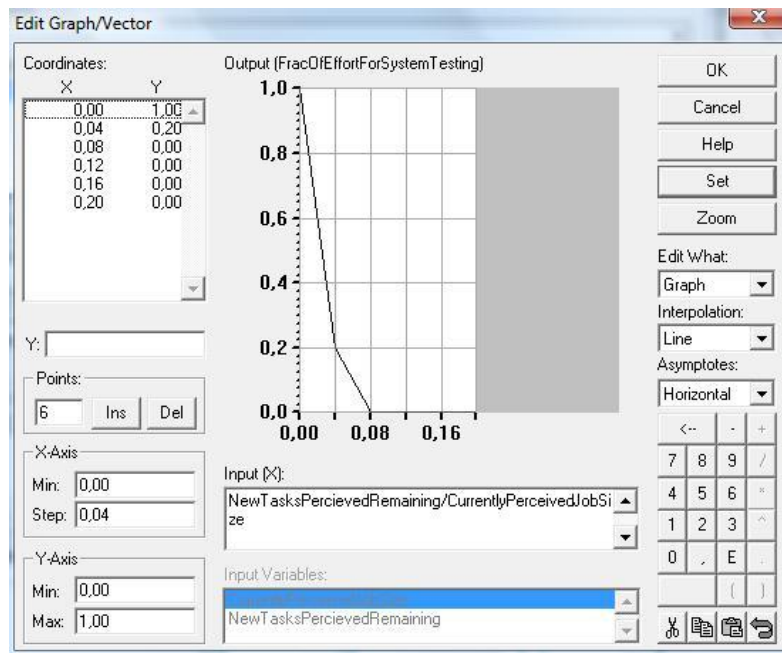 Edit Graph/Vector
Coordinates:
X Y
0,00 1,00
0,04 0,20
0,08 0,00
0,12 0,00
0,16 0,00
0,20 0,00
Y:
Points:
6 Ins Del
X-Axis
Min: 0,00
Step: 0,04
Y-Axis
Min: 0,00
Max: 1,00
Output (FracOfEffortForSystemTesting)
1,0
0,8
0,6
0,4
0,2
0,0
0,00 0,08 0,16
Input (X):
NewTasksPercievedRemaining/CurrentlyPerceivedJobSi
ze
Input Variables:
NewTasksPercievedRemaining
OK
Cancel
Help
Set
Zoom
Edit What:
Graph
Interpolation:
Line
Asymptotes:
Horizontal
<-- - +
7 8 9 /
4 5 6 *
1 2 3 ^
0 , E .
( )